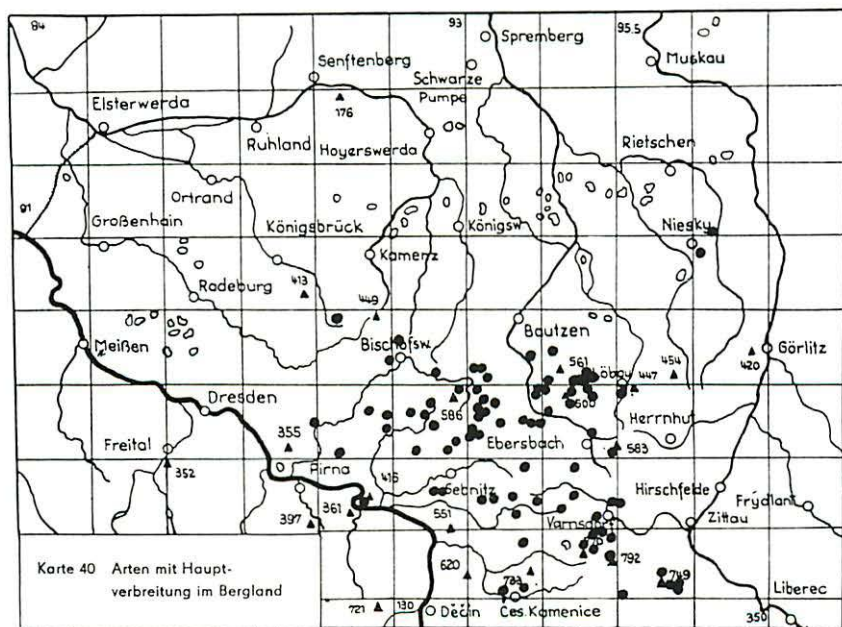 84
93
95.5
Spremberg
Muskau
Senftenberg
Schwarze
Pumpe
176
Elsterwerda
Ruhland
Hoyerswerda
Rietschen
Ortrand
91
Großenhain
Königsbrück
Königsw.
Niesky
Kamenz
Radeburg
413
449
Bautzen
Meißen
Bischofsw.
561
Löbau
447
454
420
Görlitz
Dresden
586
500
Herrnhut
355
Ebersbach
583
Freital
352
Pirna
416
Sebnitz
Hirschfelde
Frýdlant
361
397
551
Varnsdorf
Zittau
792
Karte 40 Arten mit Haupt-
verbreitung im Bergland
620
749
721
130
Děčín
Čes. Kamenice
Liberec
350